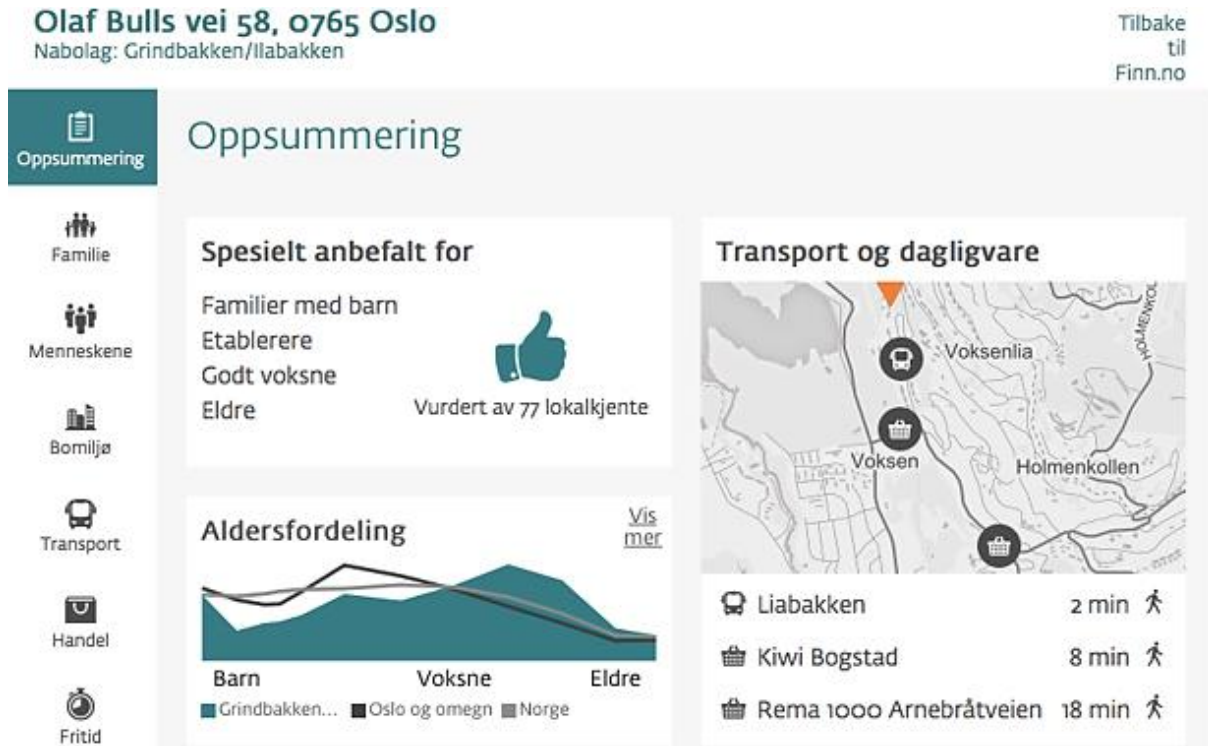 Olaf Bulls vei 58, 0765 Oslo
Nabolag: Grindbakken/Ilabakken
Tilbake
til
Finn.no
Oppsummering
Familie
Menneskene
Bomiljø
Transport
Handel
Fritid
Oppsummering
Spesielt anbefalt for
Familier med barn
Etablerere
Godt voksne
Eldre
Vurdert av 77 lokalkjente
Aldersfordeling
Vis
mer
Barn Voksne Eldre
Grindbakken... Oslo og omegn Norge
Transport og dagligvare
HOLMENKOL
Voksenlia
Voksen
Holmenkollen
Liabakken 2 min
Kiwi Bogstad 8 min
Rema 1000 Arnebråtveien 18 min